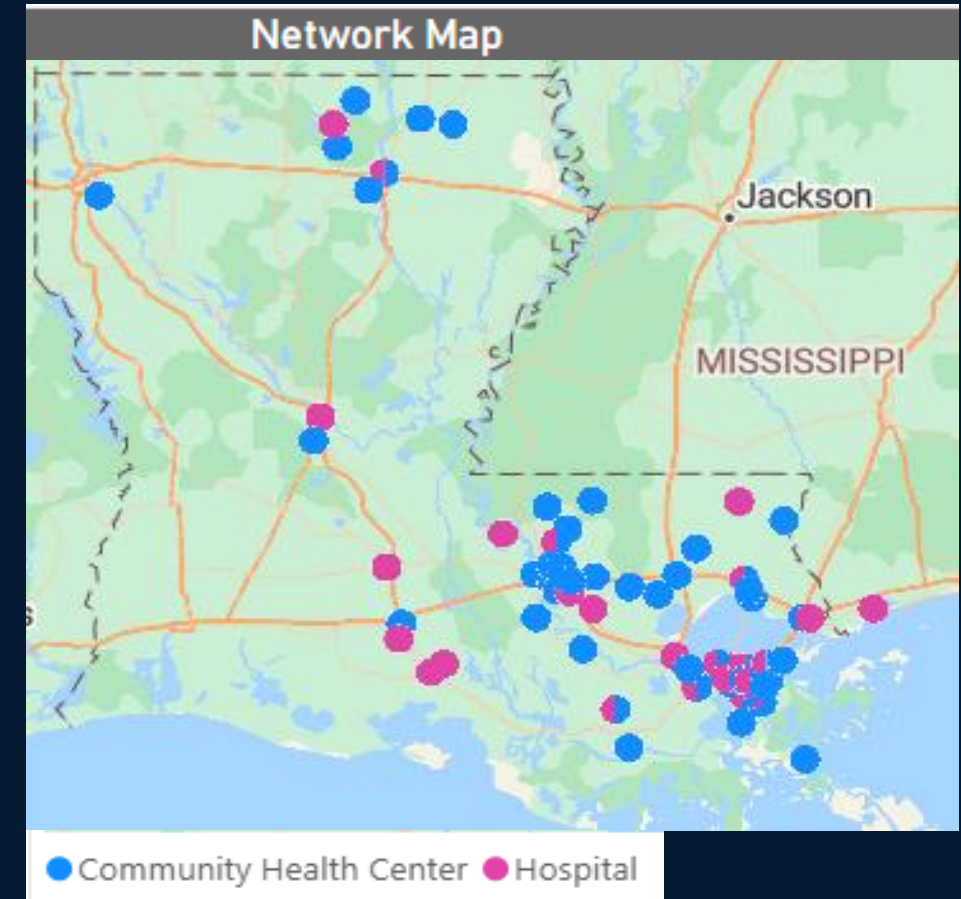 Network Map
Jackson
MISSISSIPPI
s
Community Health Center Hospital